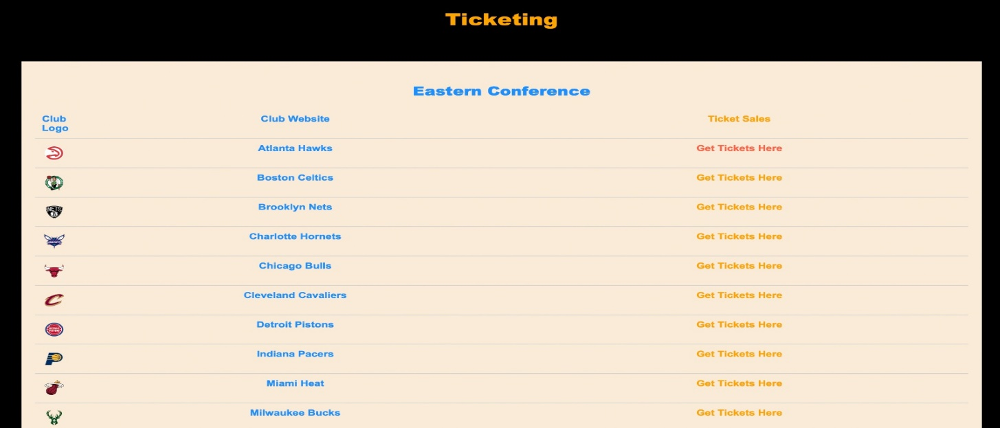 Ticketing
Eastern Conference
Club Logo Club Website Ticket Sales
Atlanta Hawks Get Tickets Here
Boston Celtics Get Tickets Here
NETS B Brooklyn Nets Get Tickets Here
Charlotte Hornets Get Tickets Here
Chicago Bulls Get Tickets Here
Cleveland Cavaliers Get Tickets Here
Detroit Pistons Get Tickets Here
Indiana Pacers Get Tickets Here
Miami Heat Get Tickets Here
Milwaukee Bucks Get Tickets Here